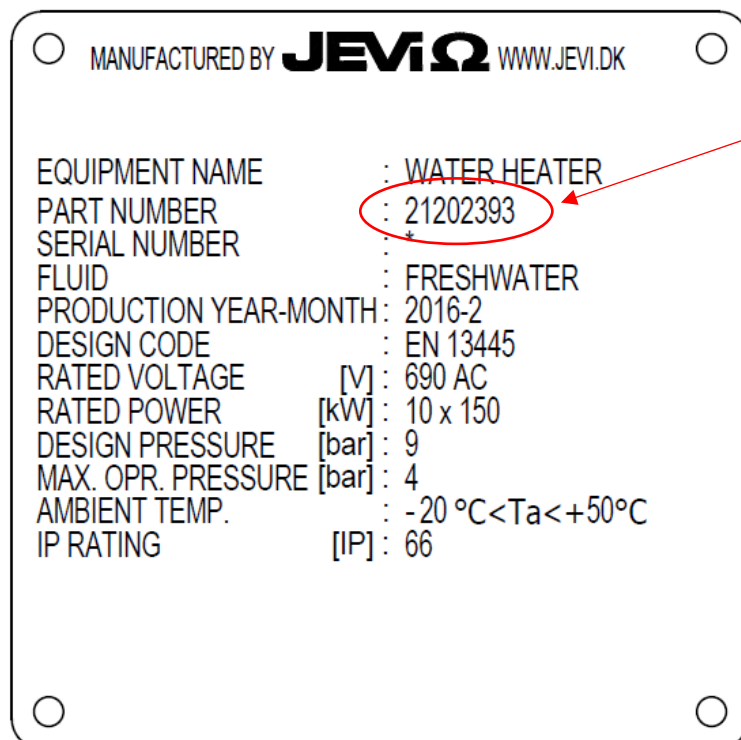 MANUFACTURED BY JEVI Ω WWW.JEVI.DK
EQUIPMENT NAME : WATER HEATER
PART NUMBER : 21202393
SERIAL NUMBER : *
FLUID : FRESHWATER
PRODUCTION YEAR-MONTH : 2016-2
DESIGN CODE : EN 13445
RATED VOLTAGE [V] : 690 AC
RATED POWER [kW] : 10 x 150
DESIGN PRESSURE [bar] : 9
MAX. OPR. PRESSURE [bar] : 4
AMBIENT TEMP. : -20 °C<Ta<+50°C
IP RATING [IP] : 66